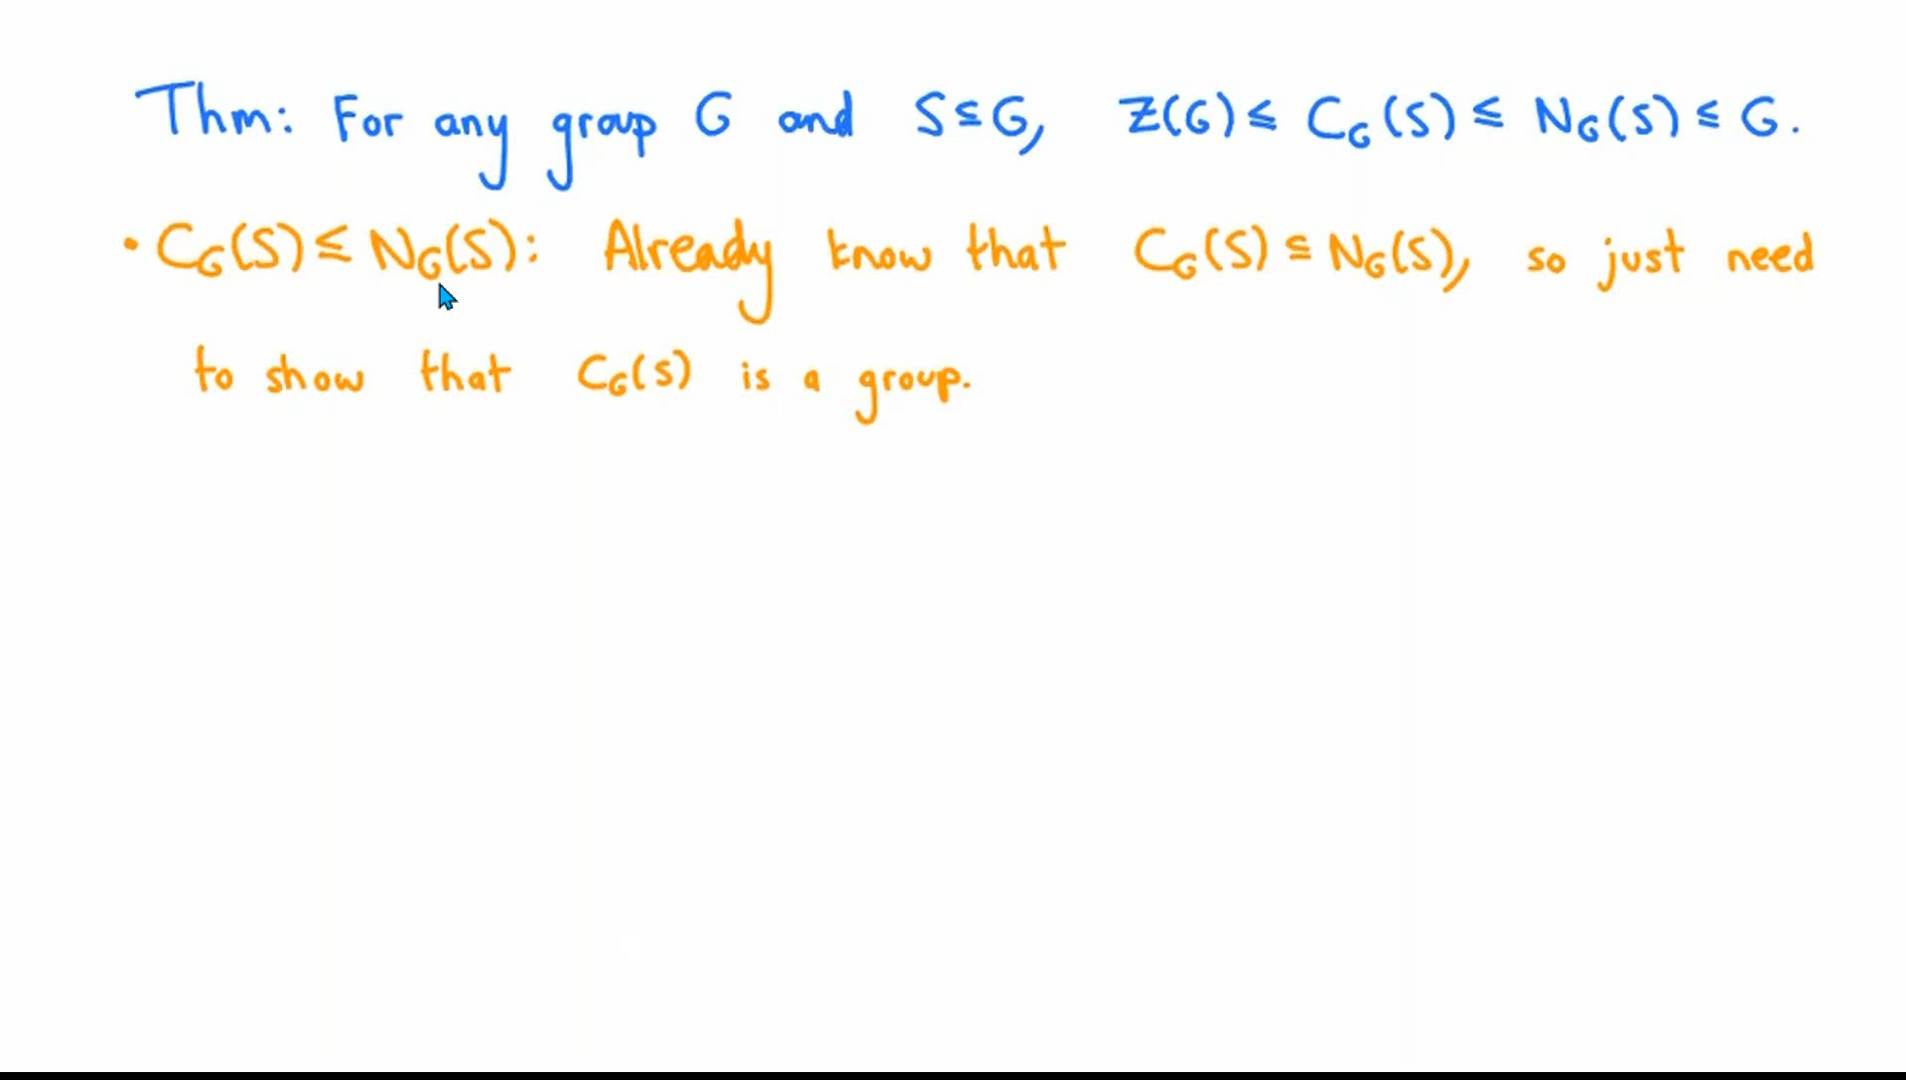 Thm: For any group G and S⊆G, Z(G) ≤ C_G(S) ≤ N_G(S) ≤ G.
• C_G(S) ≤ N_G(S): Already know that C_G(S) ⊆ N_G(S), so just need
to show that C_G(S) is a group.